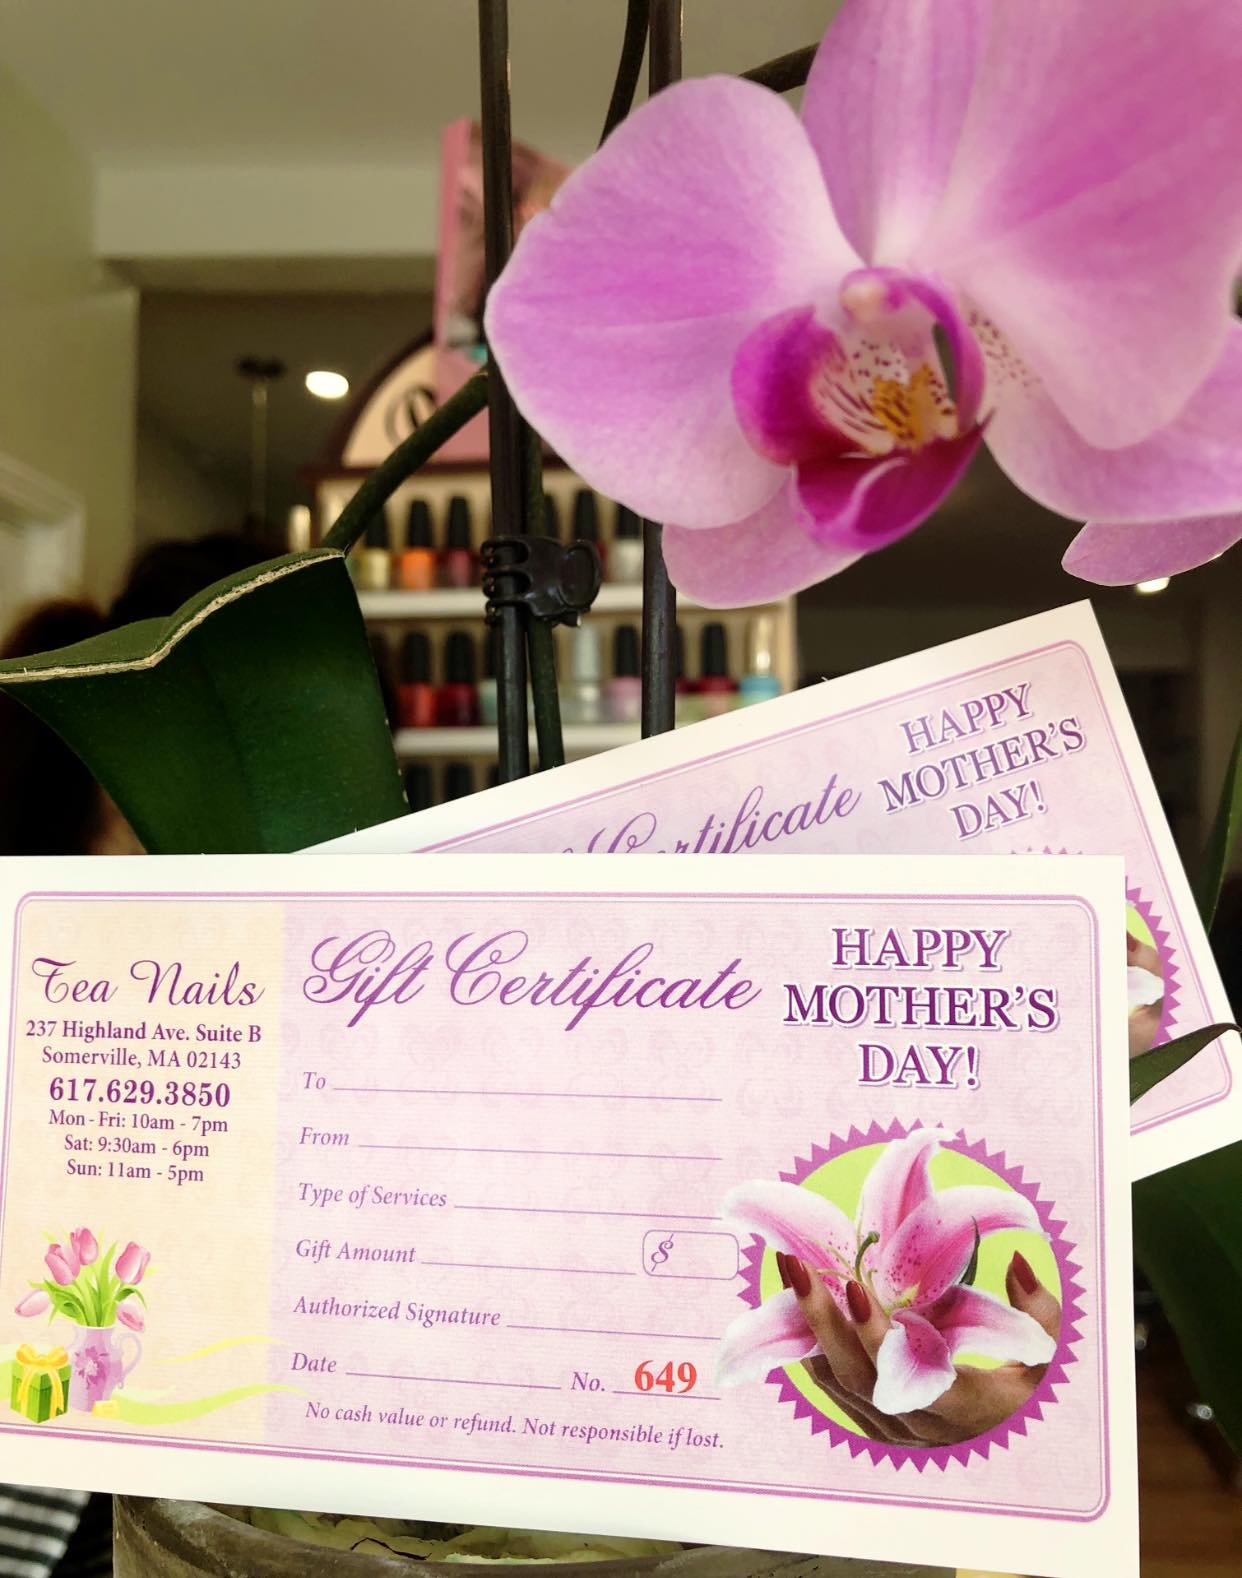 HAPPY
MOTHER'S
DAY!
Certificate
Tea Nails
237 Highland Ave. Suite B
Somerville, MA 02143
617.629.3850
Mon - Fri: 10am - 7pm
Sat: 9:30am - 6pm
Sun: 11am - 5pm
Gift Certificate
To
From
Type of Services
Gift Amount $
Authorized Signature
Date No. 649
No cash value or refund. Not responsible if lost.
HAPPY
MOTHER'S
DAY!